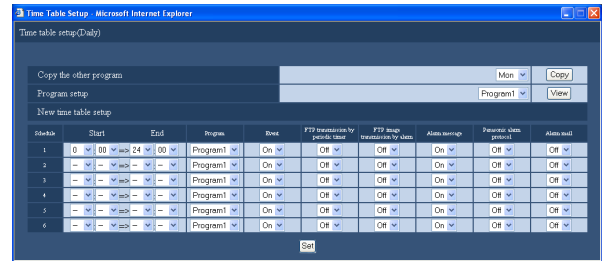 Time Table Setup - Microsoft Internet Explorer
Time table setup(Daily)
Copy the other program Mon Copy
Program setup Program1 View
New time table setup
Schedule Start End Program Event FTP transmission by periodic timer FTP image transmission by alarm Alarm message Panasonic alarm protocol Alarm mail
1 0 : 00 => 24 : 00 Program1 On Off Off On Off Off
2 -- : -- => -- : -- Program1 On Off Off On Off Off
3 -- : -- => -- : -- Program1 On Off Off On Off Off
4 -- : -- => -- : -- Program1 On Off Off On Off Off
5 -- : -- => -- : -- Program1 On Off Off On Off Off
6 -- : -- => -- : -- Program1 On Off Off On Off Off
Set